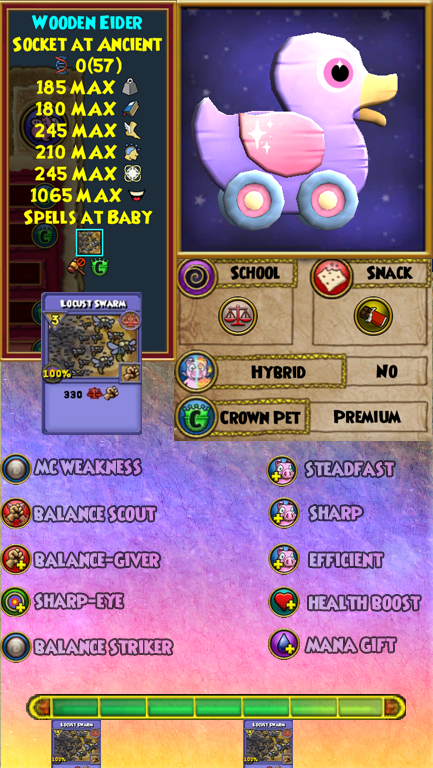 WOODEN EIDER
SOCKET AT ANCIENT
0(57)
185 MAX
180 MAX
245 MAX
210 MAX
245 MAX
1065 MAX
SPELLS AT BABY
LOCUST SWARM
3
100%
330
SCHOOL
SNACK
HYBRID
NO
CROWN PET
PREMIUM
MC WEAKNESS
BALANCE SCOUT
BALANCE-GIVER
SHARP-EYE
BALANCE STRIKER
STEADFAST
SHARP
EFFICIENT
HEALTH BOOST
MANA GIFT
LOCUST SWARM
100%
LOCUST SWARM
100%